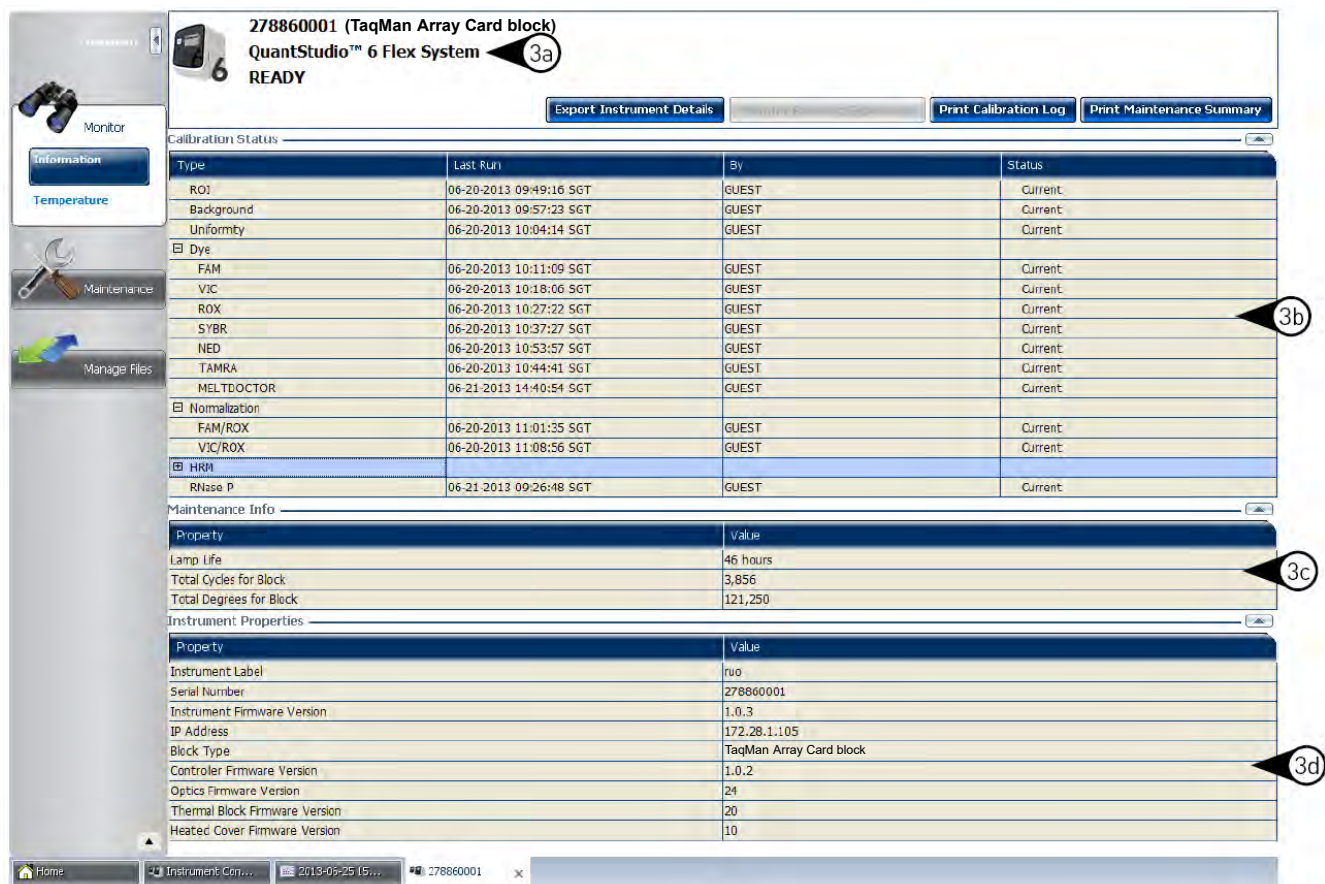 278860001 (TaqMan Array Card block)
QuantStudio™ 6 Flex System
3a
READY
6
Export Instrument Details
Print Calibration Log
Print Maintenance Summary
Monitor
Information
Temperature
Maintenance
Manage Files
Calibration Status
Type Last Run By Status
ROI 06-20-2013 09:49:16 SGT GUEST Current
Background 06-20-2013 09:57:23 SGT GUEST Current
Uniformity 06-20-2013 10:04:14 SGT GUEST Current
Dye
FAM 06-20-2013 10:11:09 SGT GUEST Current
VIC 06-20-2013 10:18:06 SGT GUEST Current
ROX 06-20-2013 10:27:22 SGT GUEST Current
3b
SYBR 06-20-2013 10:37:27 SGT GUEST Current
NED 06-20-2013 10:53:57 SGT GUEST Current
TAMRA 06-20-2013 10:44:41 SGT GUEST Current
MELTDOCTOR 06-21-2013 14:40:54 SGT GUEST Current
Normalization
FAM/ROX 06-20-2013 11:01:35 SGT GUEST Current
VIC/ROX 06-20-2013 11:08:56 SGT GUEST Current
HRM
RNase P 06-21-2013 09:26:48 SGT GUEST Current
Maintenance Info
Property Value
Lamp Life 46 hours
3c
Total Cycles for Block 3,856
Total Degrees for Block 121,250
Instrument Properties
Property Value
Instrument Label ruo
Serial Number 278860001
Instrument Firmware Version 1.0.3
IP Address 172.28.1.105
Block Type TaqMan Array Card block
3d
Controller Firmware Version 1.0.2
Optics Firmware Version 24
Thermal Block Firmware Version 20
Heated Cover Firmware Version 10
Home
Instrument Con...
2013-06-25 15...
278860001 x